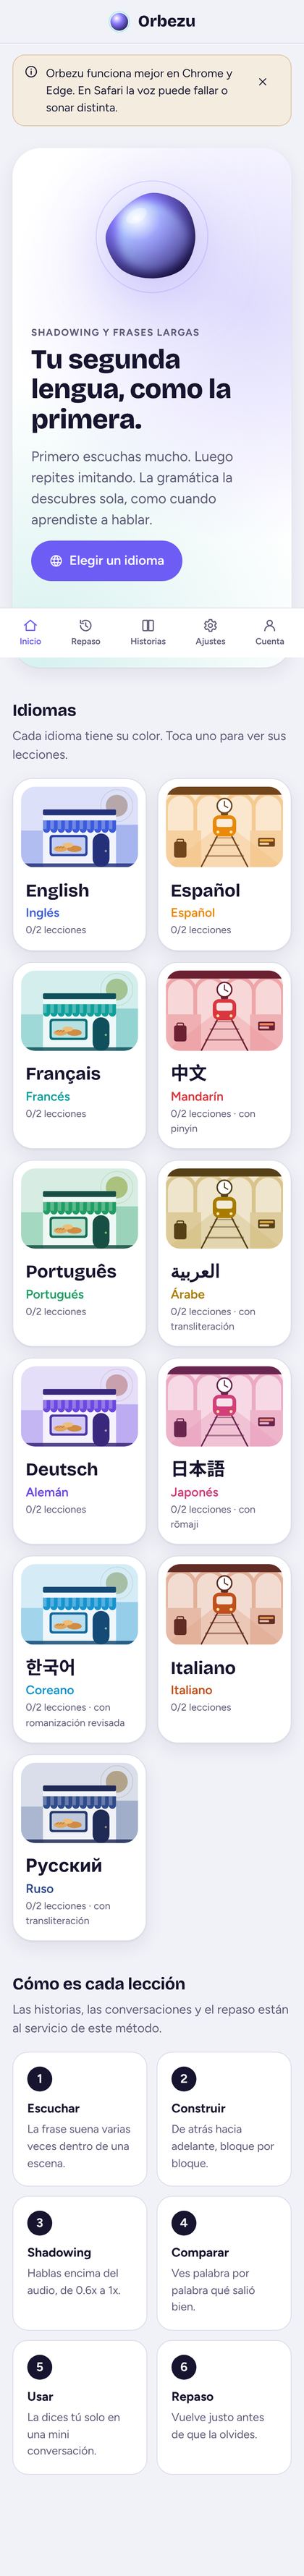 Orbezu
Orbezu funciona mejor en Chrome y
Edge. En Safari la voz puede fallar o
sonar distinta.
SHADOWING Y FRASES LARGAS
Tu segunda
lengua, como la
primera.
Primero escuchas mucho. Luego
repites imitando. La gramática la
descubres sola, como cuando
aprendiste a hablar.
Elegir un idioma
Inicio Repaso Historias Ajustes Cuenta
Idiomas
Cada idioma tiene su color. Toca uno para ver sus
lecciones.
English
Inglés
0/2 lecciones
Español
Español
0/2 lecciones
Français
Francés
0/2 lecciones
中文
Mandarín
0/2 lecciones · con
pinyin
Português
Portugués
0/2 lecciones
العربية
Árabe
0/2 lecciones · con
transliteración
Deutsch
Alemán
0/2 lecciones
日本語
Japonés
0/2 lecciones · con
rōmaji
한국어
Coreano
0/2 lecciones · con
romanización revisada
Italiano
Italiano
0/2 lecciones
Русский
Ruso
0/2 lecciones · con
transliteración
Cómo es cada lección
Las historias, las conversaciones y el repaso están
al servicio de este método.
1
Escuchar
La frase suena varias
veces dentro de una
escena.
2
Construir
De atrás hacia
adelante, bloque por
bloque.
3
Shadowing
Hablas encima del
audio, de 0.6x a 1x.
4
Comparar
Ves palabra por
palabra qué salió
bien.
5
Usar
La dices tú solo en
una mini
conversación.
6
Repaso
Vuelve justo antes
de que la olvides.